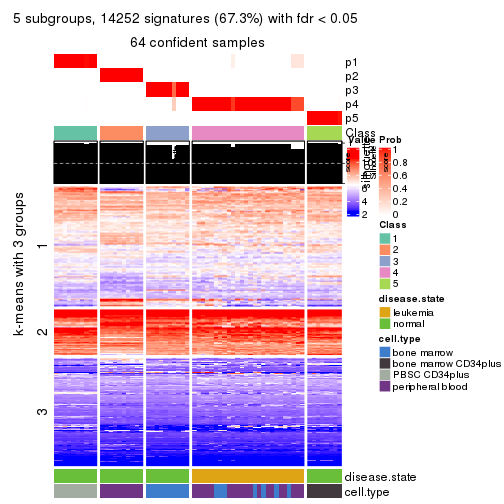 5 subgroups, 14252 signatures (67.3%) with fdr < 0.05
64 confident samples
p1
p2
p3
p4
p5
Class
Value
Prob
1
0.8
0.6
0.4
0.2
0
2
Class
1
2
3
4
5
disease.state
leukemia
normal
cell.type
bone marrow
bone marrow CD34plus
PBSC CD34plus
peripheral blood
k-means with 3 groups
1
2
3
disease.state
cell.type